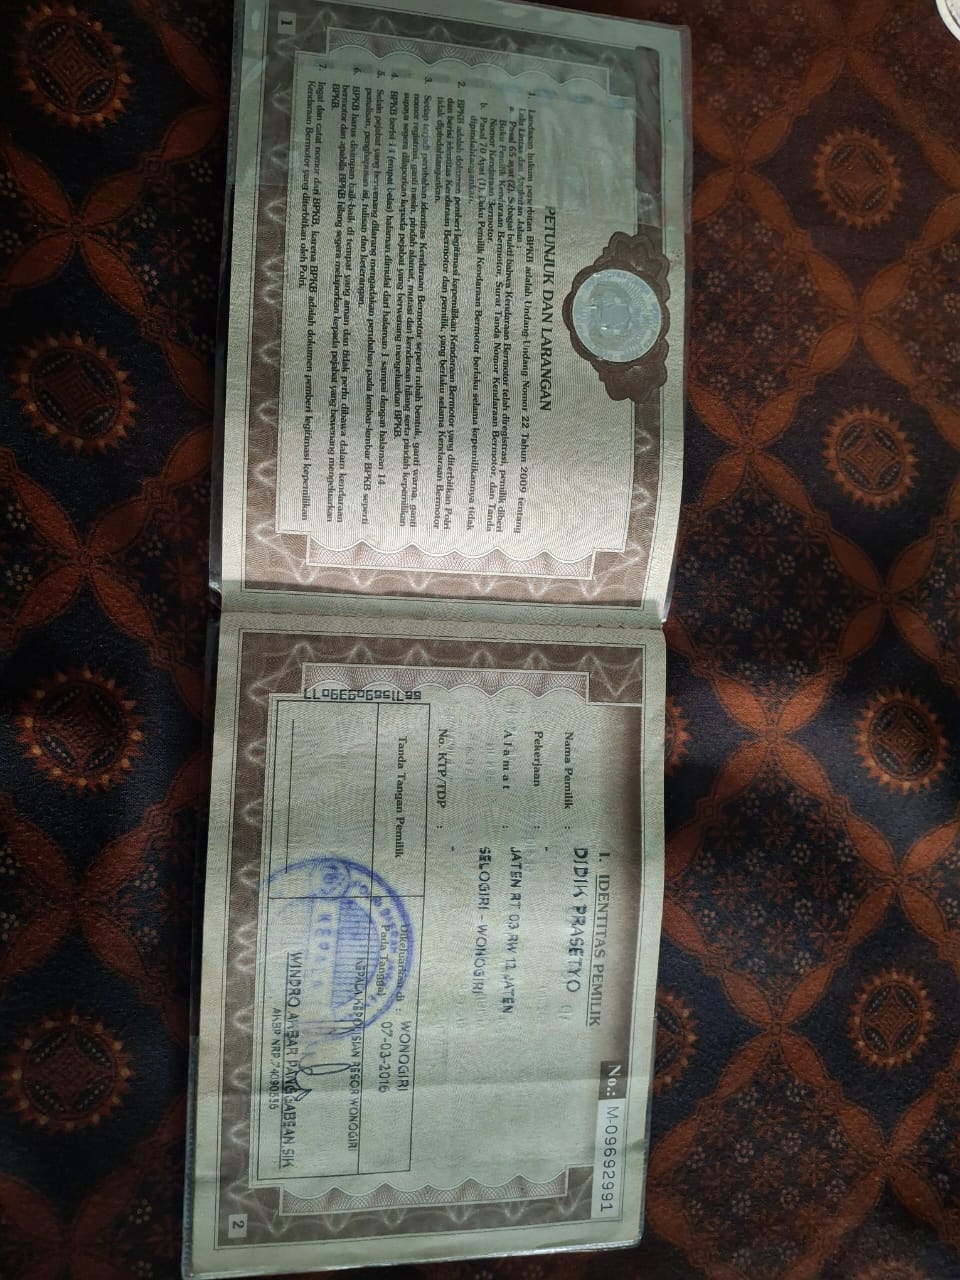 PETUNJUK DAN LARANGAN
1. Landasan hukum penerbitan BPKB adalah Undang-Undang Nomor 22 Tahun 2009 tentang
Lalu Lintas dan Angkutan Jalan :
a. Pasal 65 ayat (2). Sebagai bukti bahwa Kendaraan Bermotor telah diregistrasi, pemilik diberi
Buku Pemilik Kendaraan Bermotor, Surat Tanda Nomor Kendaraan Bermotor, dan Tanda
Nomor Kendaraan Bermotor.
b. Pasal 70 Ayat (1). Buku Pemilik Kendaraan Bermotor berlaku selama kepemilikannya tidak
dipindahtangankan.
2. BPKB adalah dokumen pemberi legitimasi kepemilikan Kendaraan Bermotor yang diterbitkan Polri
dan berisi identitas Kendaraan Bermotor dan pemilik, yang berlaku selama Kendaraan Bermotor
tidak dipindahtangankan.
3. Setiap terjadi perubahan identitas Kendaraan Bermotor seperti rubah bentuk, ganti warna, ganti
nomor registrasi, ganti mesin, pindah alamat, mutasi dan kendaraan hilang serta pindah kepemilikan
supaya segera dilaporkan kepada pejabat yang berwenang mengeluarkan BPKB.
4. BPKB berisi 14 (empat belas) halaman dimulai dari halaman 1 sampai dengan halaman 14.
5. Selain pejabat yang berwenang dilarang mengadakan perubahan pada lembar-lembar BPKB seperti
penulisan, penghapusan isi, tulisan dan keterangan.
6. BPKB harus disimpan baik-baik di tempat yang aman dan tidak perlu dibawa dalam kendaraan
bermotor dan apabila BPKB hilang segera melaporkan kepada pejabat yang berwenang mengeluarkan
BPKB.
7. Ingat dan catat nomor dari BPKB, karena BPKB adalah dokumen pemberi legitimasi kepemilikan
Kendaraan Bermotor yang diterbitkan oleh Polri.
1
No.: M-09692991
I. IDENTITAS PEMILIK
Nama Pemilik : DIDIK PRASETYO
Pekerjaan : -
Alamat : JATEN RT 03 RW 12 JATEN
SELOGIRI - WONOGIRI
No. KTP/TDP : -
Tanda Tangan Pemilik
Dikeluarkan di : WONOGIRI
Pada Tanggal : 07-03-2016
KEPALA KEPOLISIAN RESOR WONOGIRI
WINDRO AKBAR PANGGABEAN,SIK
AKBP NRP.74090556
2